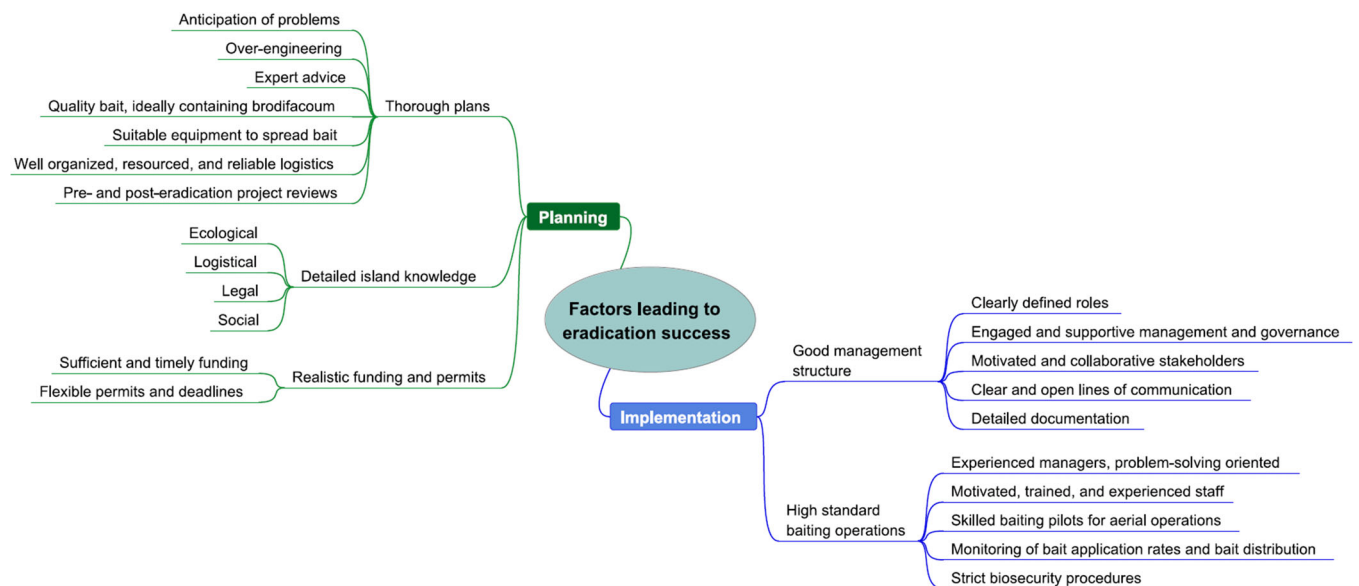 Anticipation of problems
Over-engineering
Expert advice
Quality bait, ideally containing brodifacoum
Suitable equipment to spread bait
Well organized, resourced, and reliable logistics
Pre- and post-eradication project reviews
Thorough plans
Planning
Ecological
Logistical
Legal
Social
Detailed island knowledge
Sufficient and timely funding
Flexible permits and deadlines
Realistic funding and permits
Factors leading to
eradication success
Implementation
Good management
structure
Clearly defined roles
Engaged and supportive management and governance
Motivated and collaborative stakeholders
Clear and open lines of communication
Detailed documentation
High standard
baiting operations
Experienced managers, problem-solving oriented
Motivated, trained, and experienced staff
Skilled baiting pilots for aerial operations
Monitoring of bait application rates and bait distribution
Strict biosecurity procedures